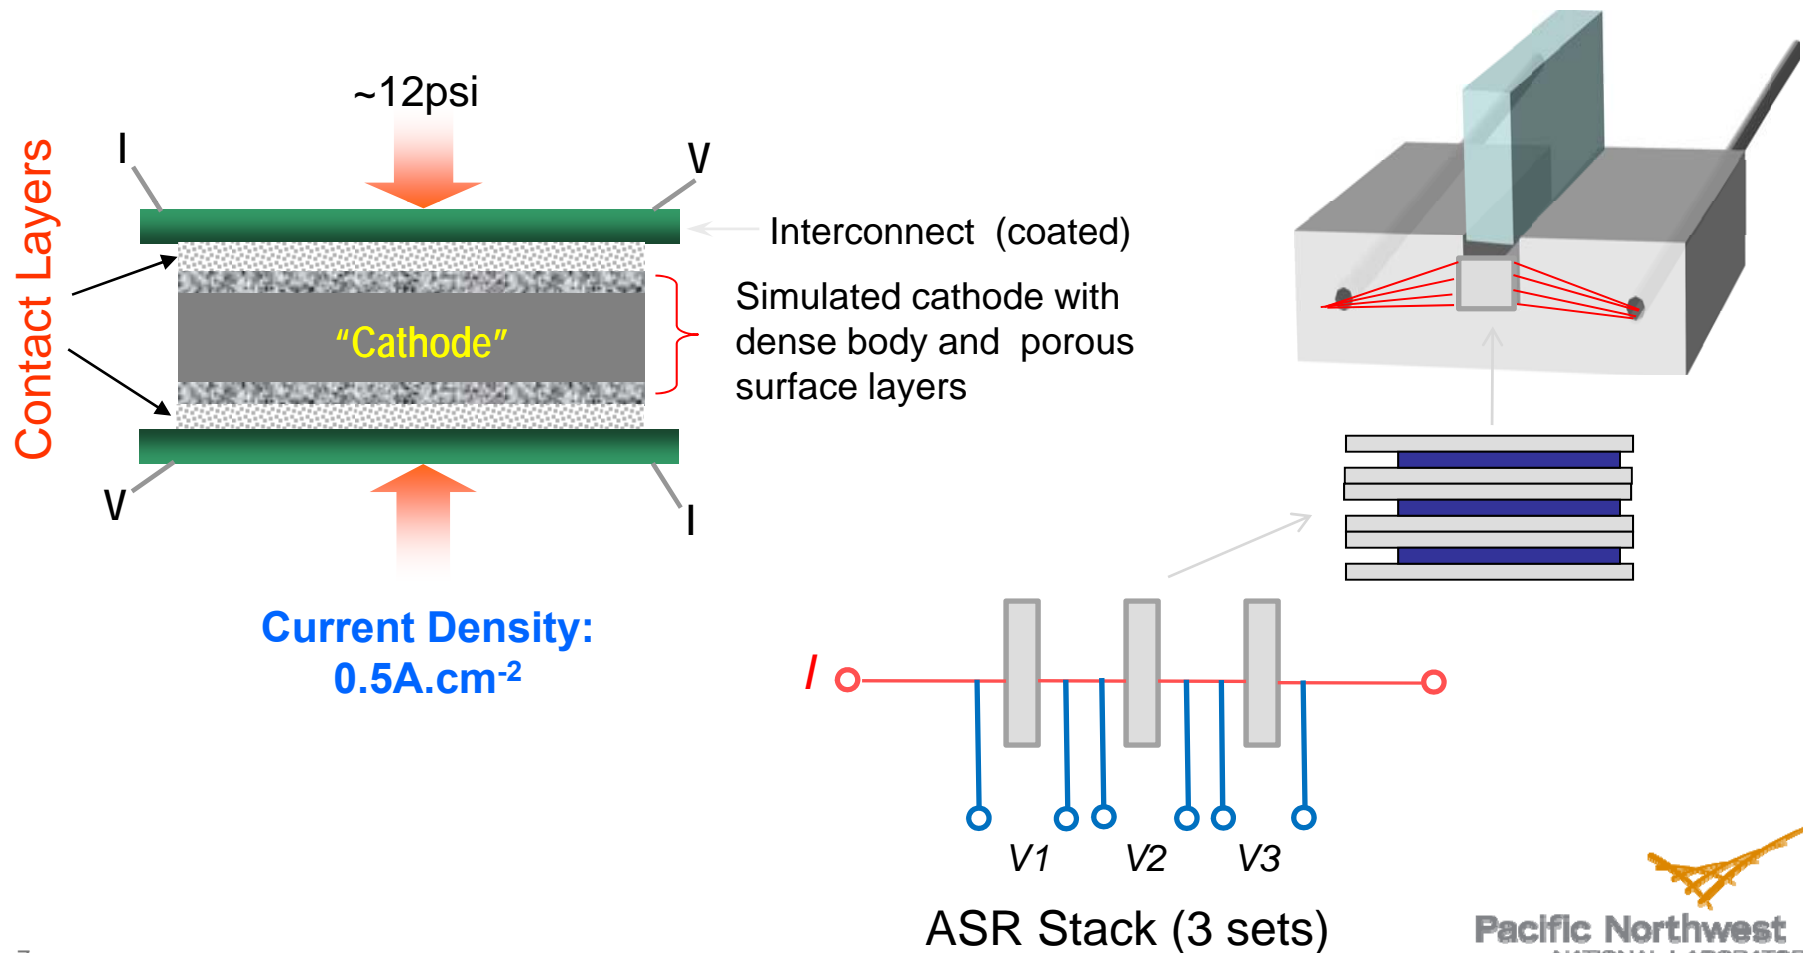 ~12psi
I
V
Contact Layers
Interconnect (coated)
Simulated cathode with
dense body and porous
surface layers
“Cathode”
V
I
Current Density:
0.5A.cm⁻²
I
V1 V2 V3
ASR Stack (3 sets)
Pacific Northwest